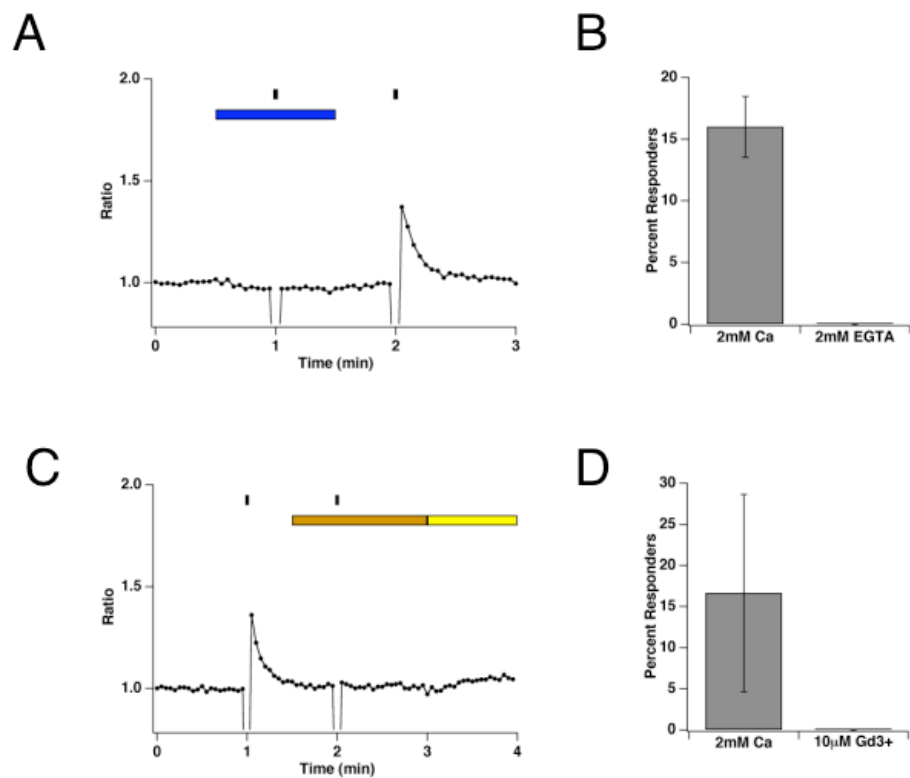 A
2.0
1.5
1.0
Ratio
0 1 2 3
Time (min)
B
20
15
10
5
0
Percent Responders
2mM Ca 2mM EGTA
C
2.0
1.5
1.0
Ratio
0 1 2 3 4
Time (min)
D
30
25
20
15
10
5
0
Percent Responders
2mM Ca 10μM Gd3+